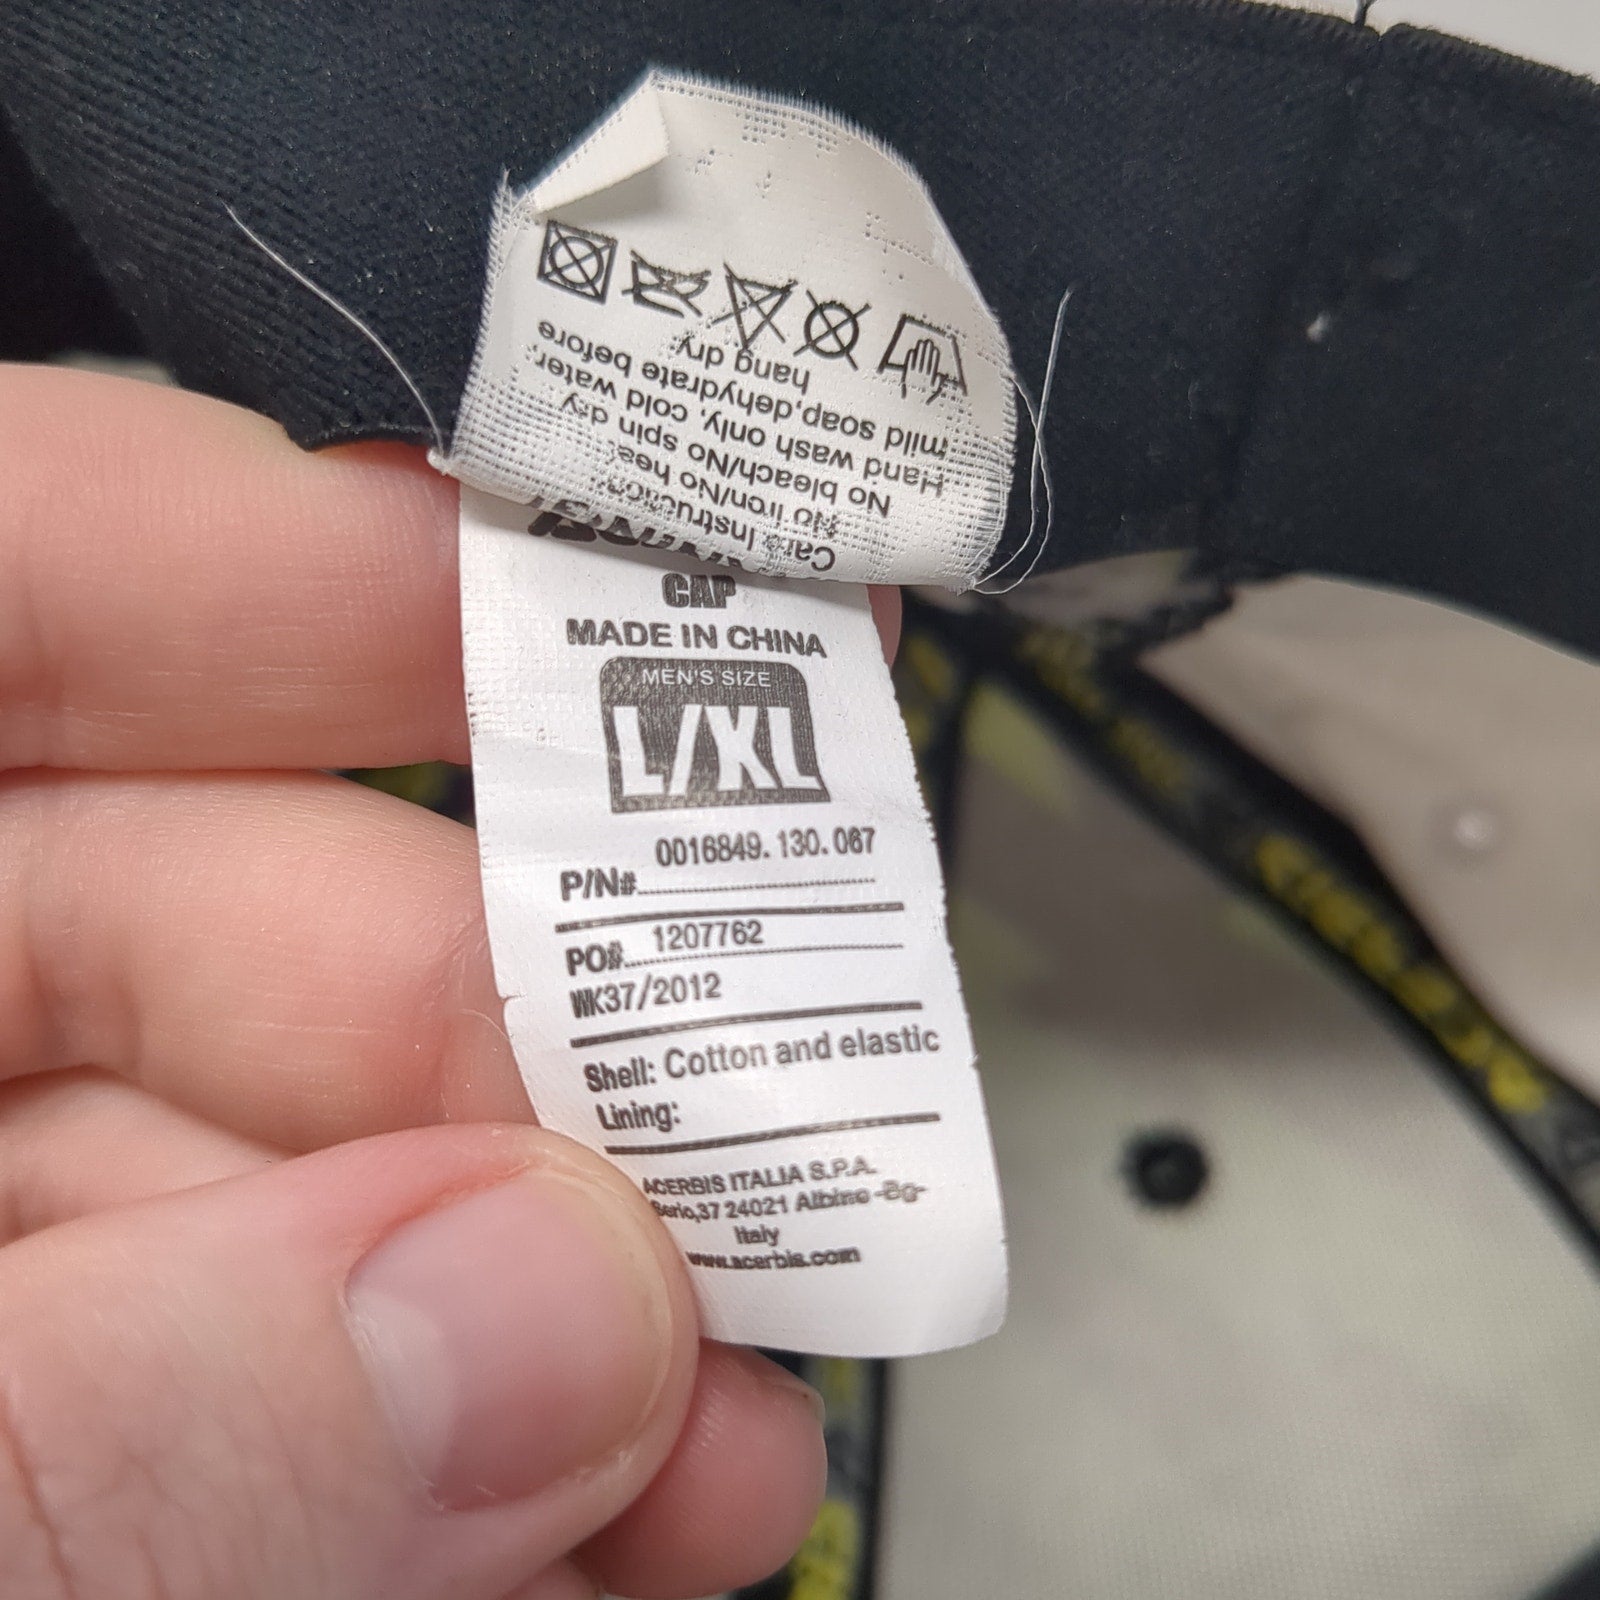 Care Instructions:
No iron/No heat
No bleach/No spin dry
Hand wash only, cold water,
mild soap,dehydrate before
hang dry.
CAP
MADE IN CHINA
MEN'S SIZE
L/XL
0016849.130.067
P/N#
PO# 1207762
WK37/2012
Shell: Cotton and elastic
Lining:
ACERBIS ITALIA S.P.A.
Serio,37 24021 Albino -Bg-
Italy
www.acerbis.com